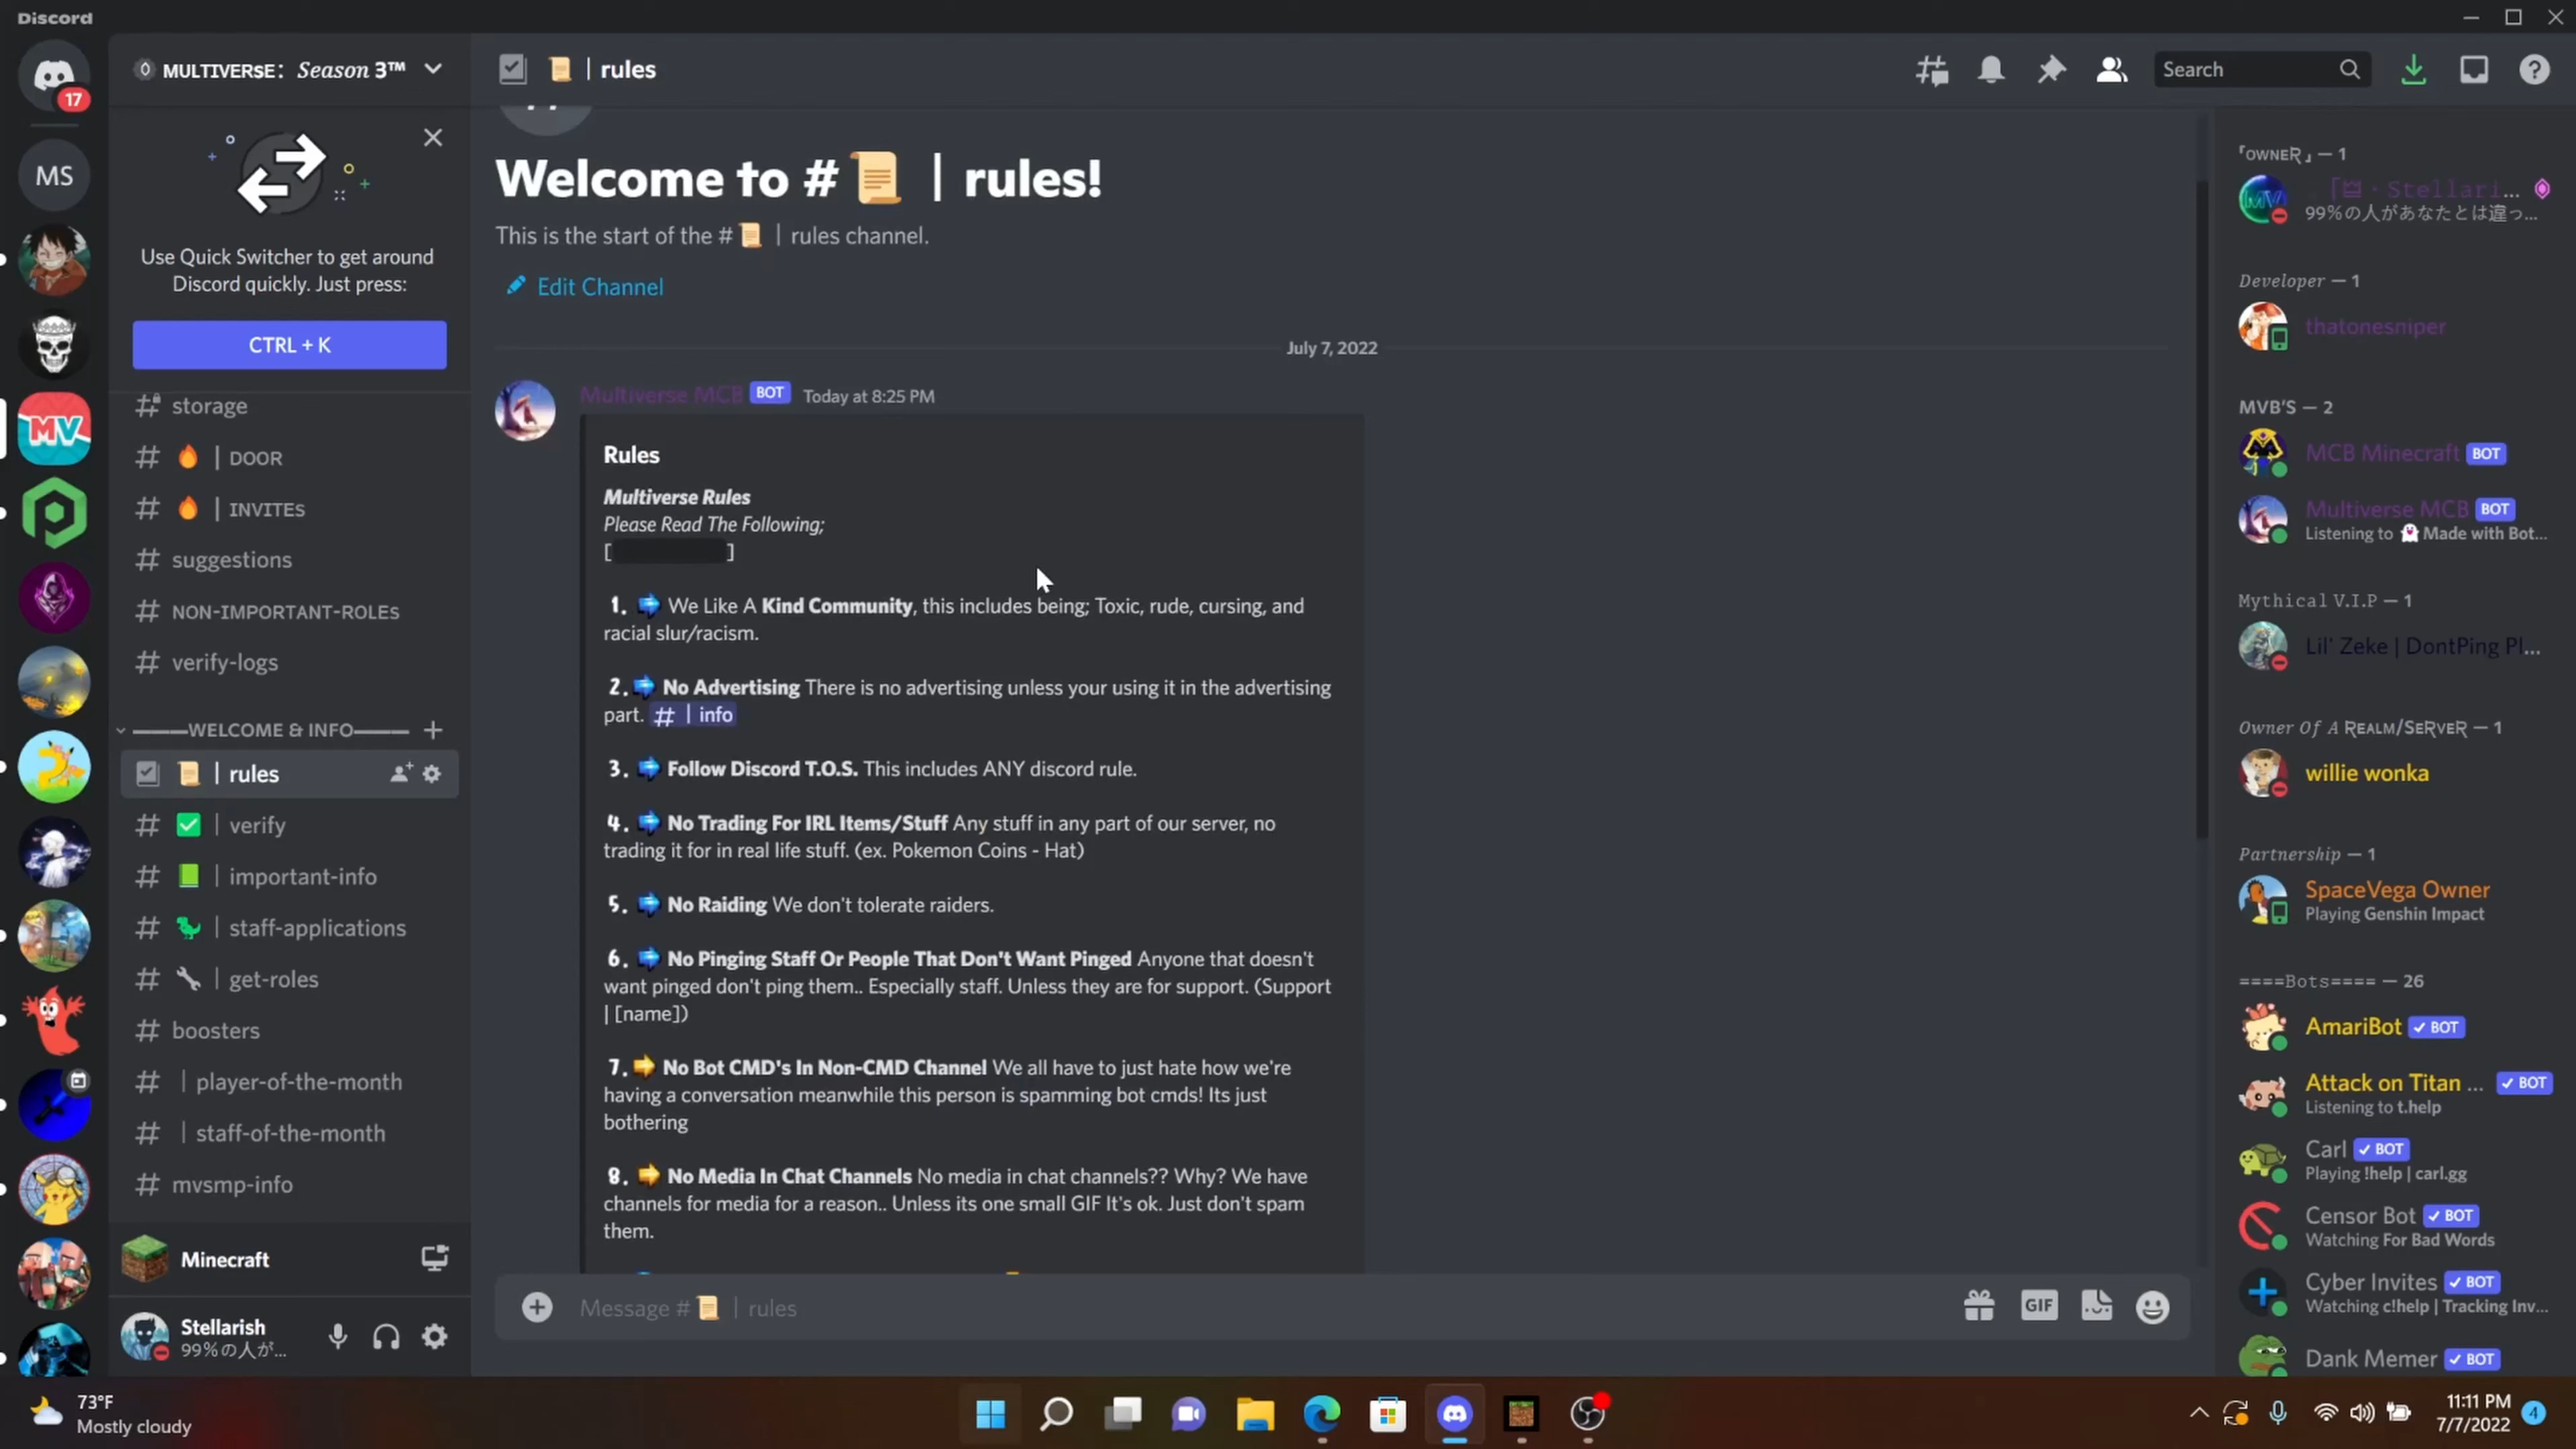 Discord
17
MS
MULTIVERsE: Season 3™
Use Quick Switcher to get around
Discord quickly. Just press:
CTRL + K
storage
| DOOR
| INVITEs
suggestions
NON-IMPORTANT-ROLEs
verify-logs
———WELCOME & INFO———
| rules
| verify
| important-info
| staff-applications
| get-roles
boosters
| player-of-the-month
| staff-of-the-month
mvsmp-info
Minecraft
Stellarish
99%の人が...
| rules
Search
Welcome to # | rules!
This is the start of the # | rules channel.
Edit Channel
July 7, 2022
Multiverse MCB BOT Today at 8:25 PM
Rules
Multiverse Rules
Please Read The Following;
[ ]
1. We Like A Kind Community, this includes being; Toxic, rude, cursing, and
racial slur/racism.
2. No Advertising There is no advertising unless your using it in the advertising
part. # | info
3. Follow Discord T.O.S. This includes ANY discord rule.
4. No Trading For IRL Items/Stuff Any stuff in any part of our server, no
trading it for in real life stuff. (ex. Pokemon Coins - Hat)
5. No Raiding We don't tolerate raiders.
6. No Pinging Staff Or People That Don't Want Pinged Anyone that doesn't
want pinged don't ping them.. Especially staff. Unless they are for support. (Support
| [name])
7. No Bot CMD's In Non-CMD Channel We all have to just hate how we're
having a conversation meanwhile this person is spamming bot cmds! Its just
bothering
8. No Media In Chat Channels No media in chat channels?? Why? We have
channels for media for a reason.. Unless its one small GIF It's ok. Just don't spam
them.
Message # | rules
GIF
「OWNEЯ」 — 1
「・Stellari...
99%の人があなたとは違っ...
Developer — 1
thatonesniper
MVB'S — 2
MCB Minecraft BOT
Multiverse MCB BOT
Listening to Made with Bot...
Mythical V.I.P — 1
Lil' Zeke | DontPing Pl...
Owner Of A REALM/SeRveR — 1
willie wonka
Partnership — 1
SpaceVega Owner
Playing Genshin Impact
====Bots==== — 26
AmariBot BOT
Attack on Titan ... BOT
Listening to t.help
Carl BOT
Playing !help | carl.gg
Censor Bot BOT
Watching For Bad Words
Cyber Invites BOT
Watching c!help | Tracking Inv...
Dank Memer BOT
73°F
Mostly cloudy
11:11 PM
7/7/2022
4